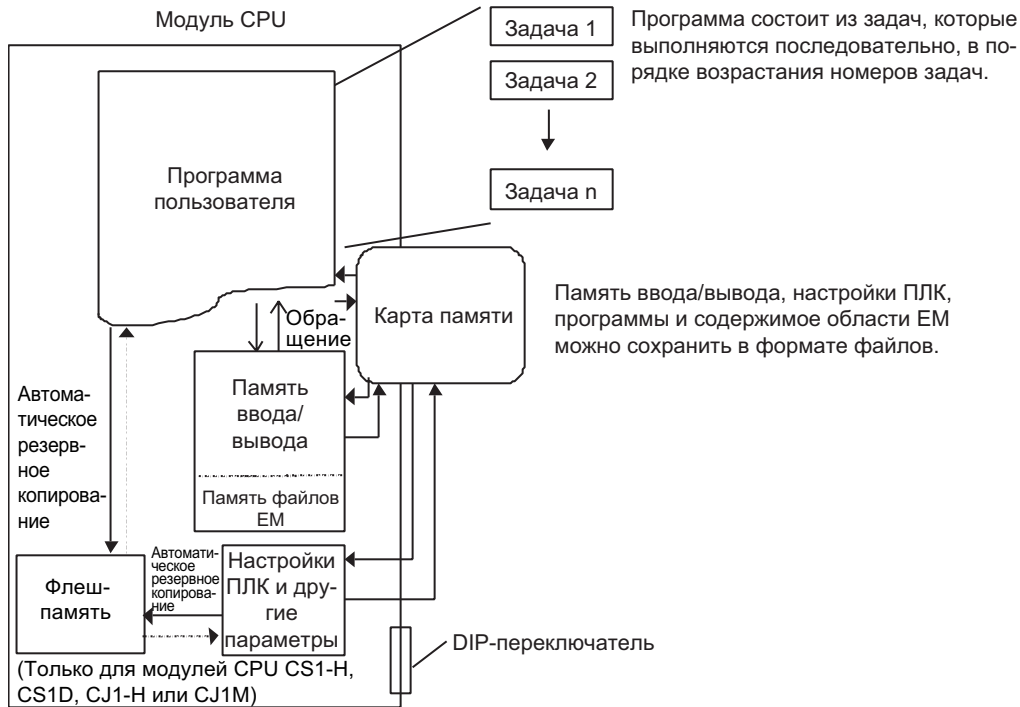 Модуль CPU
Задача 1
Задача 2
Задача n
Программа состоит из задач, которые
выполняются последовательно, в по-
рядке возрастания номеров задач.
Программа
пользователя
Обра-
щение
Карта памяти
Память ввода/вывода, настройки ПЛК,
программы и содержимое области EM
можно сохранить в формате файлов.
Автома-
тическое
резерв-
ное
копирова-
ние
Память
ввода/
вывода
Память файлов
EM
Флеш-
память
Автомати-
ческое
резервное
копирова-
ние
Настройки
ПЛК и дру-
гие
параметры
DIP-переключатель
(Только для модулей CPU CS1-H,
CS1D, CJ1-H или CJ1M)